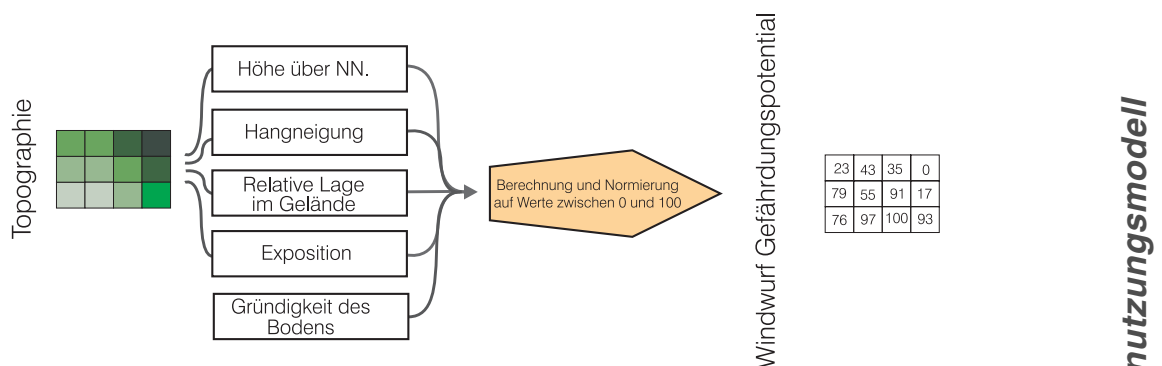 Topographie
Höhe über NN.
Hangneigung
Relative Lage
im Gelände
Exposition
Gründigkeit des
Bodens
Berechnung und Normierung
auf Werte zwischen 0 und 100
Windwurf Gefährdungspotential
23 43 35 0
79 55 91 17
76 97 100 93
nutzungsmodell